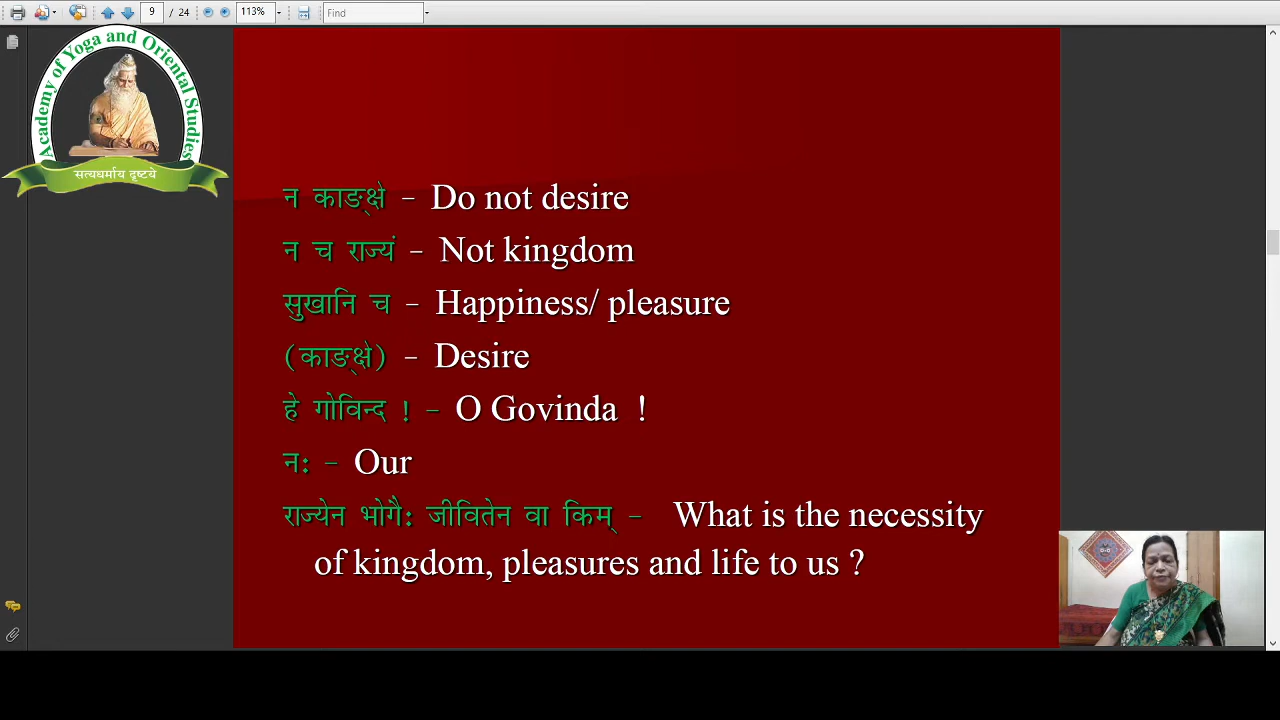 9 / 24 113% Find
Academy of Yoga and Oriental Studies
सत्यधर्माय दृष्टये
न काङ्क्षे – Do not desire
न च राज्यं – Not kingdom
सुखानि च – Happiness/ pleasure
(काङ्क्षे) – Desire
हे गोविन्द ! – O Govinda !
नः – Our
राज्येन भोगैः जीवितेन वा किम् – What is the necessity
of kingdom, pleasures and life to us ?